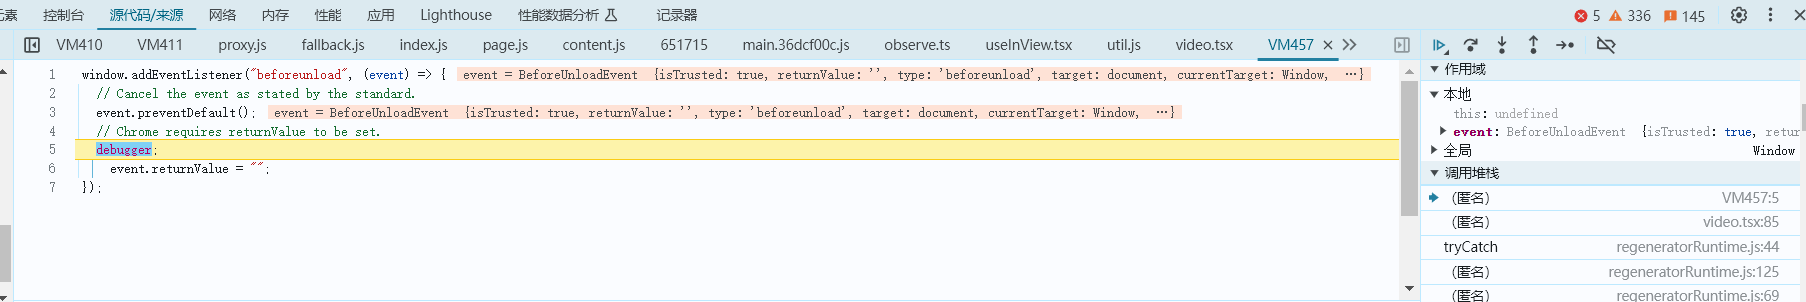 元素 控制台 源代码/来源 网络 内存 性能 应用 Lighthouse 性能数据分析 记录器 5 336 145
VM410 VM411 proxy.js fallback.js index.js page.js content.js 651715 main.36dcf00c.js observe.ts useInView.tsx util.js video.tsx VM457
1 window.addEventListener("beforeunload", (event) => { event = BeforeUnloadEvent {isTrusted: true, returnValue: '', type: 'beforeunload', target: document, currentTarget: Window, …}
2 // Cancel the event as stated by the standard.
3 event.preventDefault(); event = BeforeUnloadEvent {isTrusted: true, returnValue: '', type: 'beforeunload', target: document, currentTarget: Window, …}
4 // Chrome requires returnValue to be set.
5 debugger;
6 event.returnValue = "";
7 });
作用域
本地
this: undefined
event: BeforeUnloadEvent {isTrusted: true, retur
全局 Window
调用堆栈
(匿名) VM457:5
(匿名) video.tsx:85
tryCatch regeneratorRuntime.js:44
(匿名) regeneratorRuntime.js:125
(匿名) regeneratorRuntime.js:69